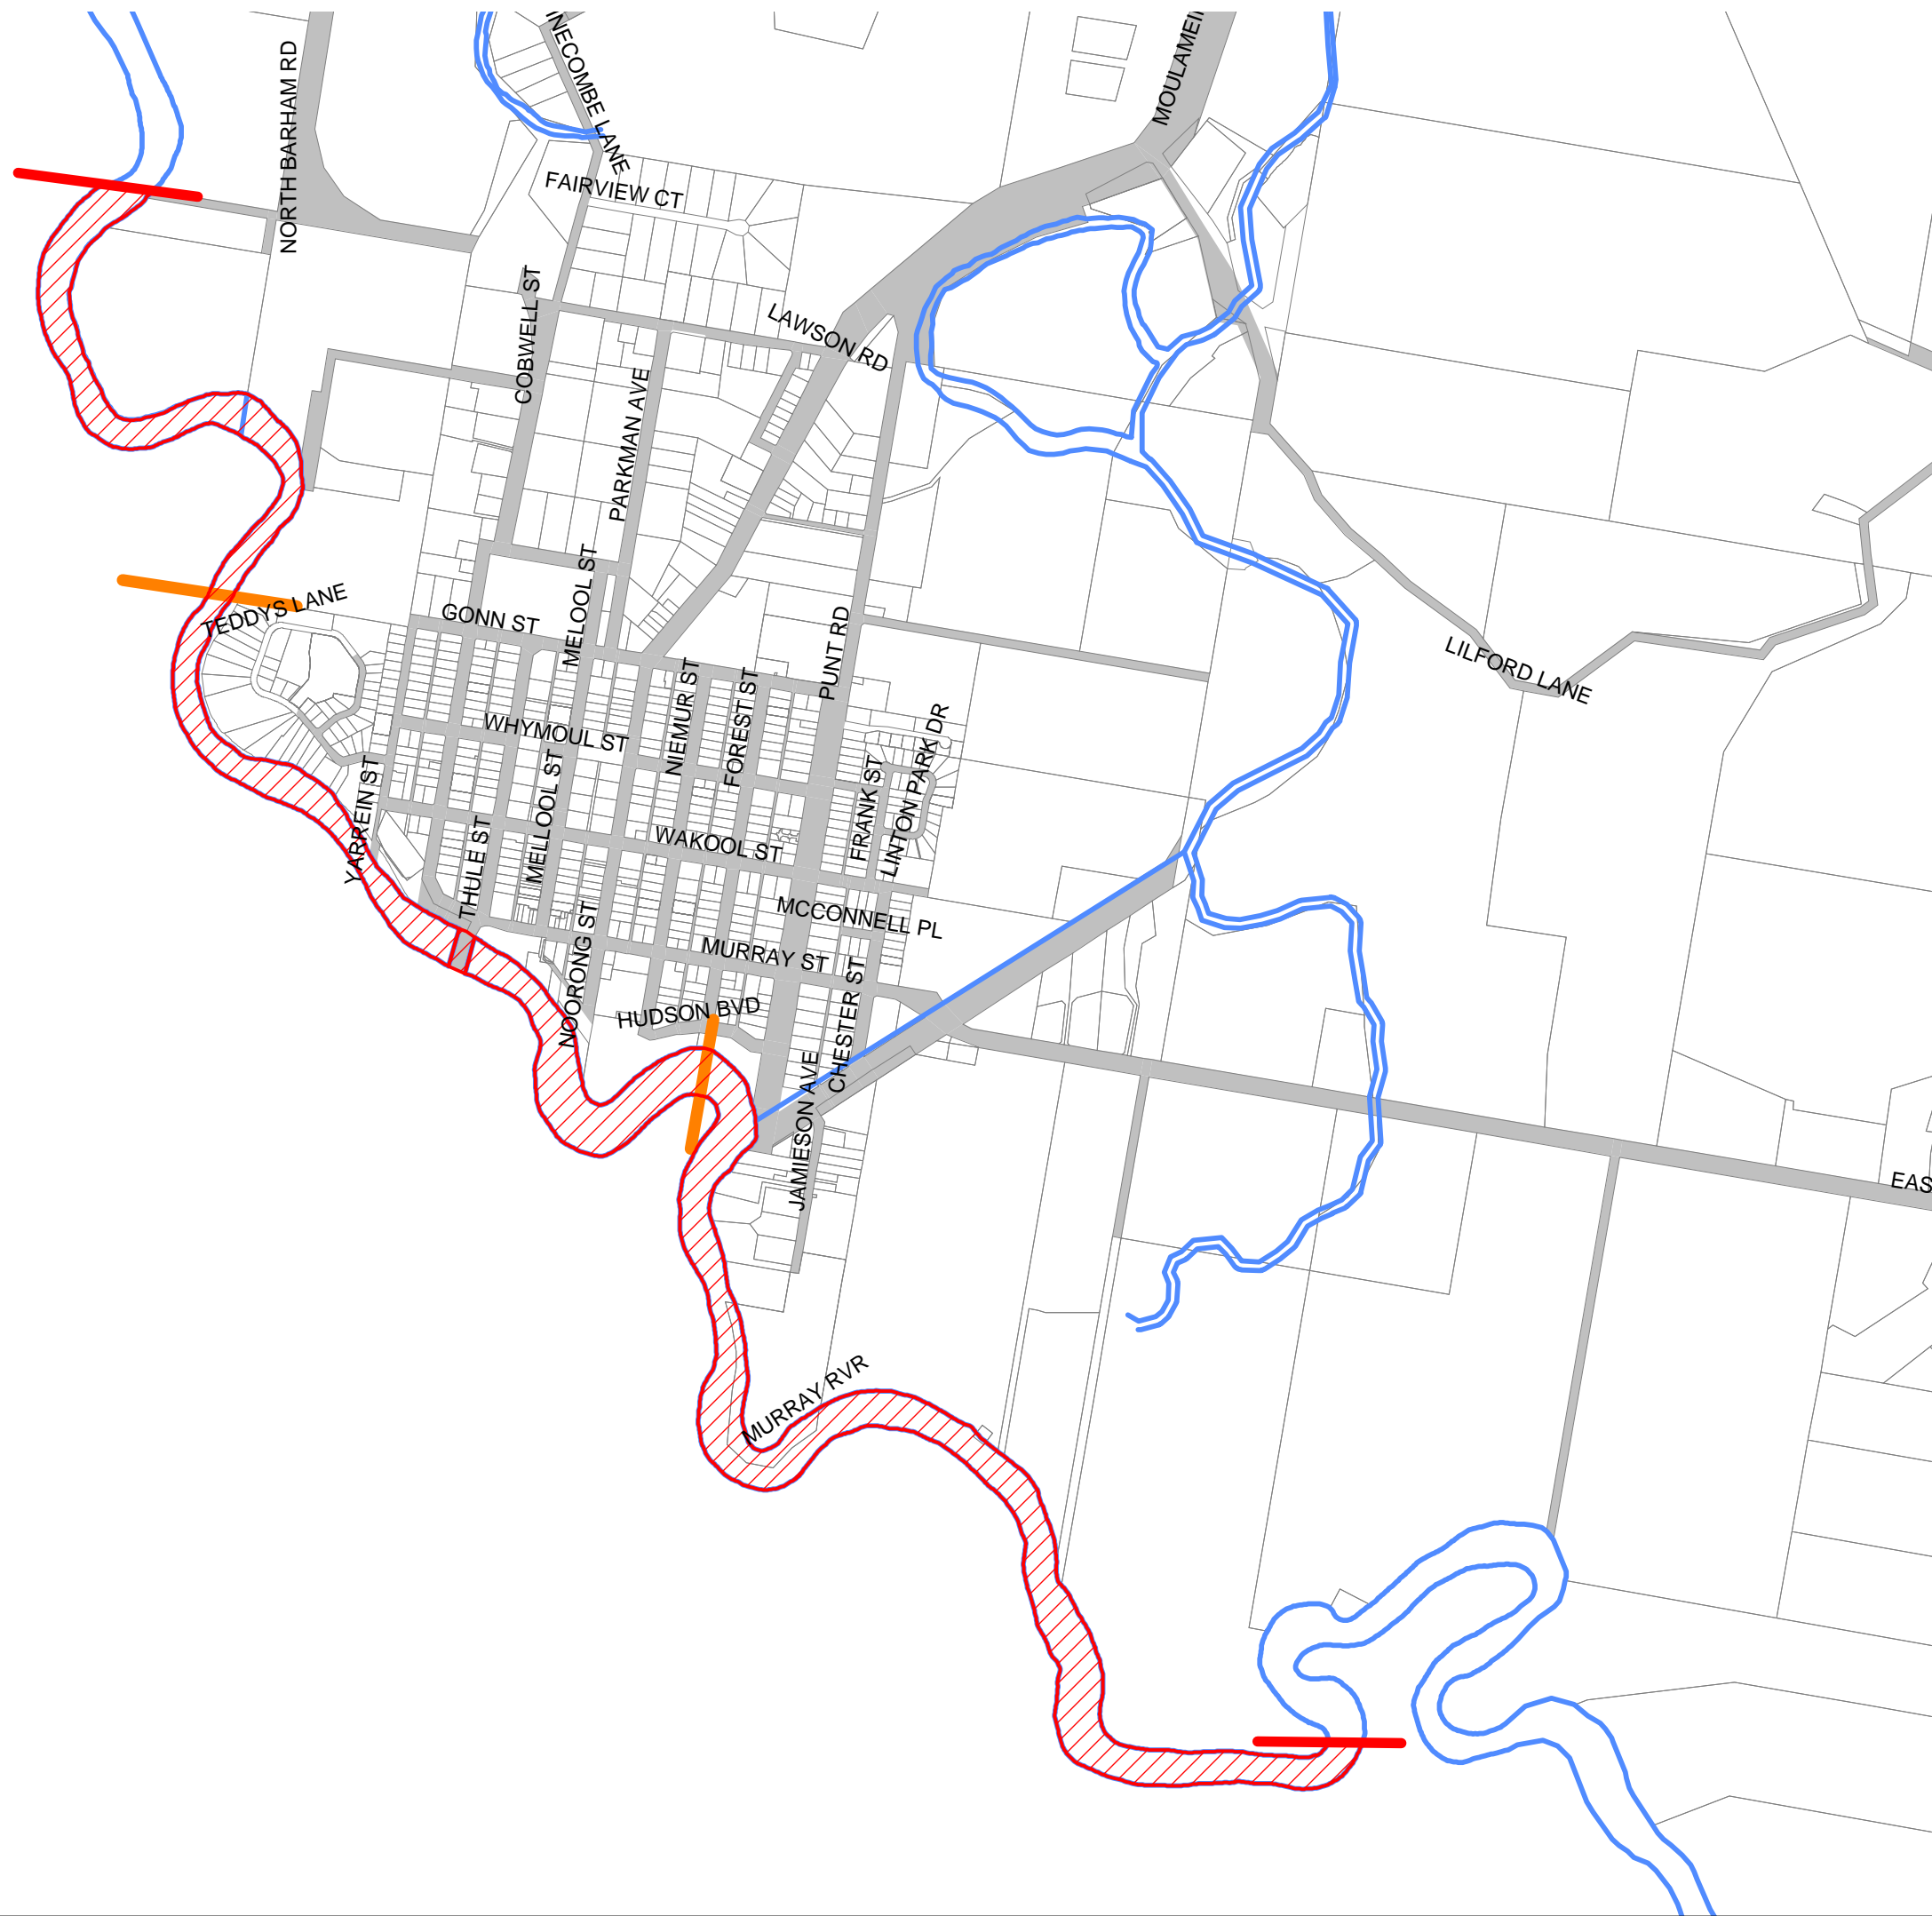 NORTH BARHAM RD
NECOMBE LANE
MOULAMEI
FAIRVIEW CT
COBWELL ST
LAWSON RD
PARKMAN AVE
TEDDYS LANE
GONN ST
MELOOL ST
PUNT RD
LILFORD LANE
NIEMUR ST
FOREST ST
WHYMOUL ST
LINTON PARK DR
FRANK ST
YARREIN ST
MELLOOL ST
THULE ST
WAKOOL ST
MCCONNELL PL
MURRAY ST
NOORONG ST
HUDSON BVD
CHESTER ST
JAMIESON AVE
EAS
MURRAY RVR